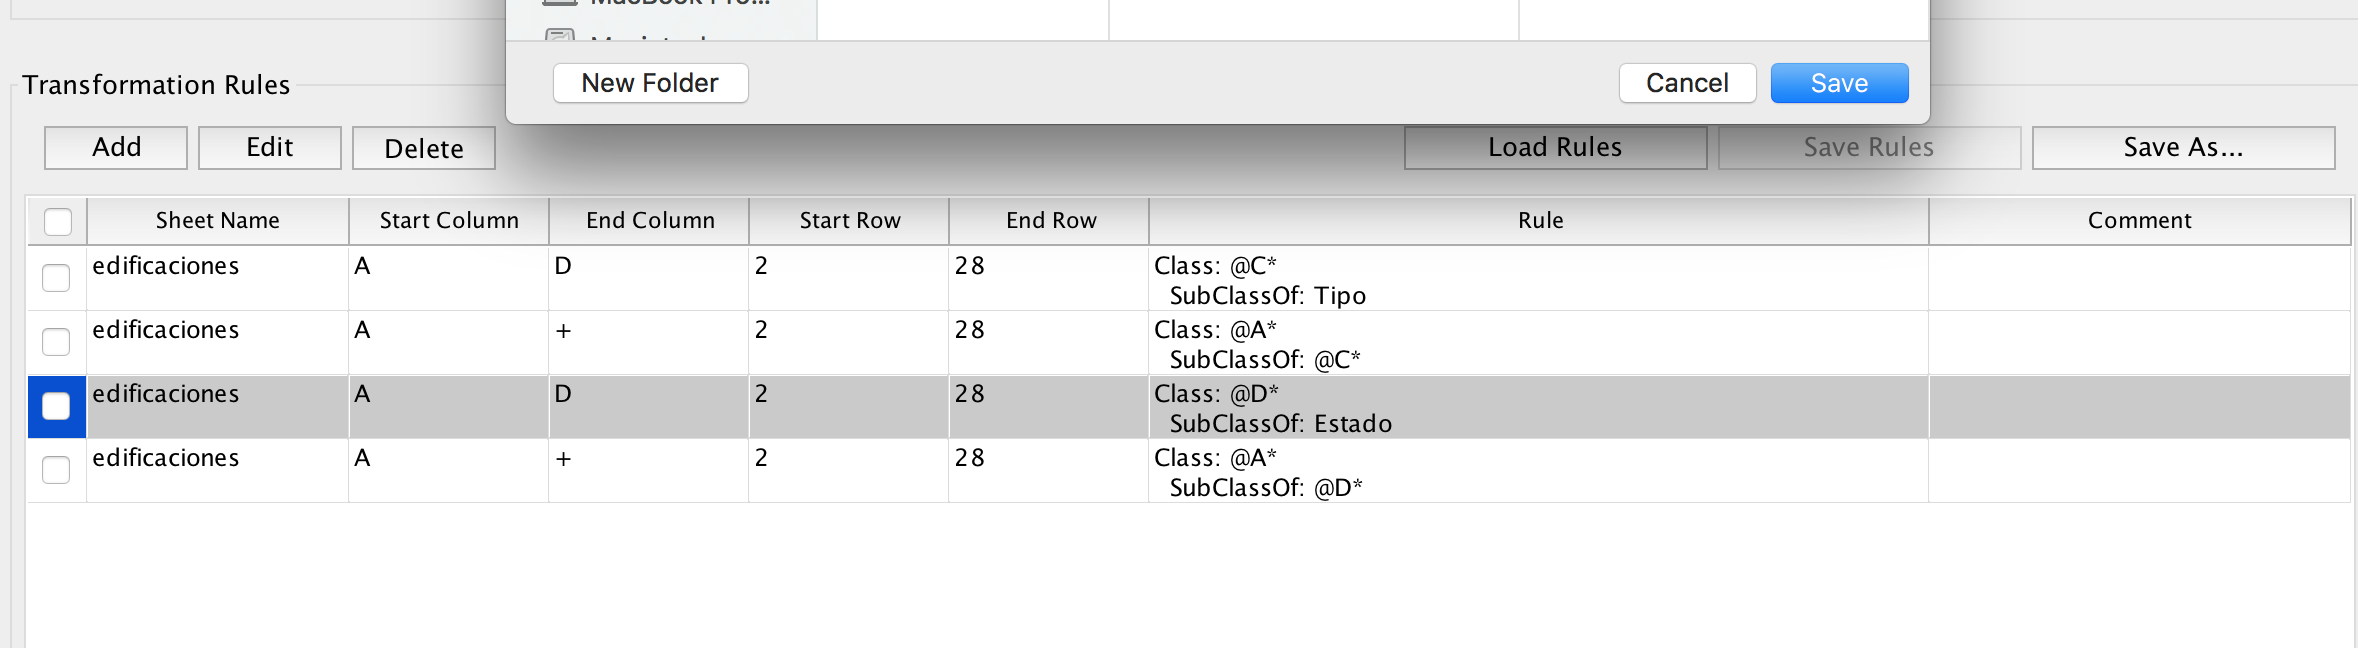 New Folder
Cancel
Save
Transformation Rules
Add
Edit
Delete
Load Rules
Save Rules
Save As...
Sheet Name
Start Column
End Column
Start Row
End Row
Rule
Comment
edificaciones A D 2 28 Class: @C*
SubClassOf: Tipo
edificaciones A + 2 28 Class: @A*
SubClassOf: @C*
edificaciones A D 2 28 Class: @D*
SubClassOf: Estado
edificaciones A + 2 28 Class: @A*
SubClassOf: @D*